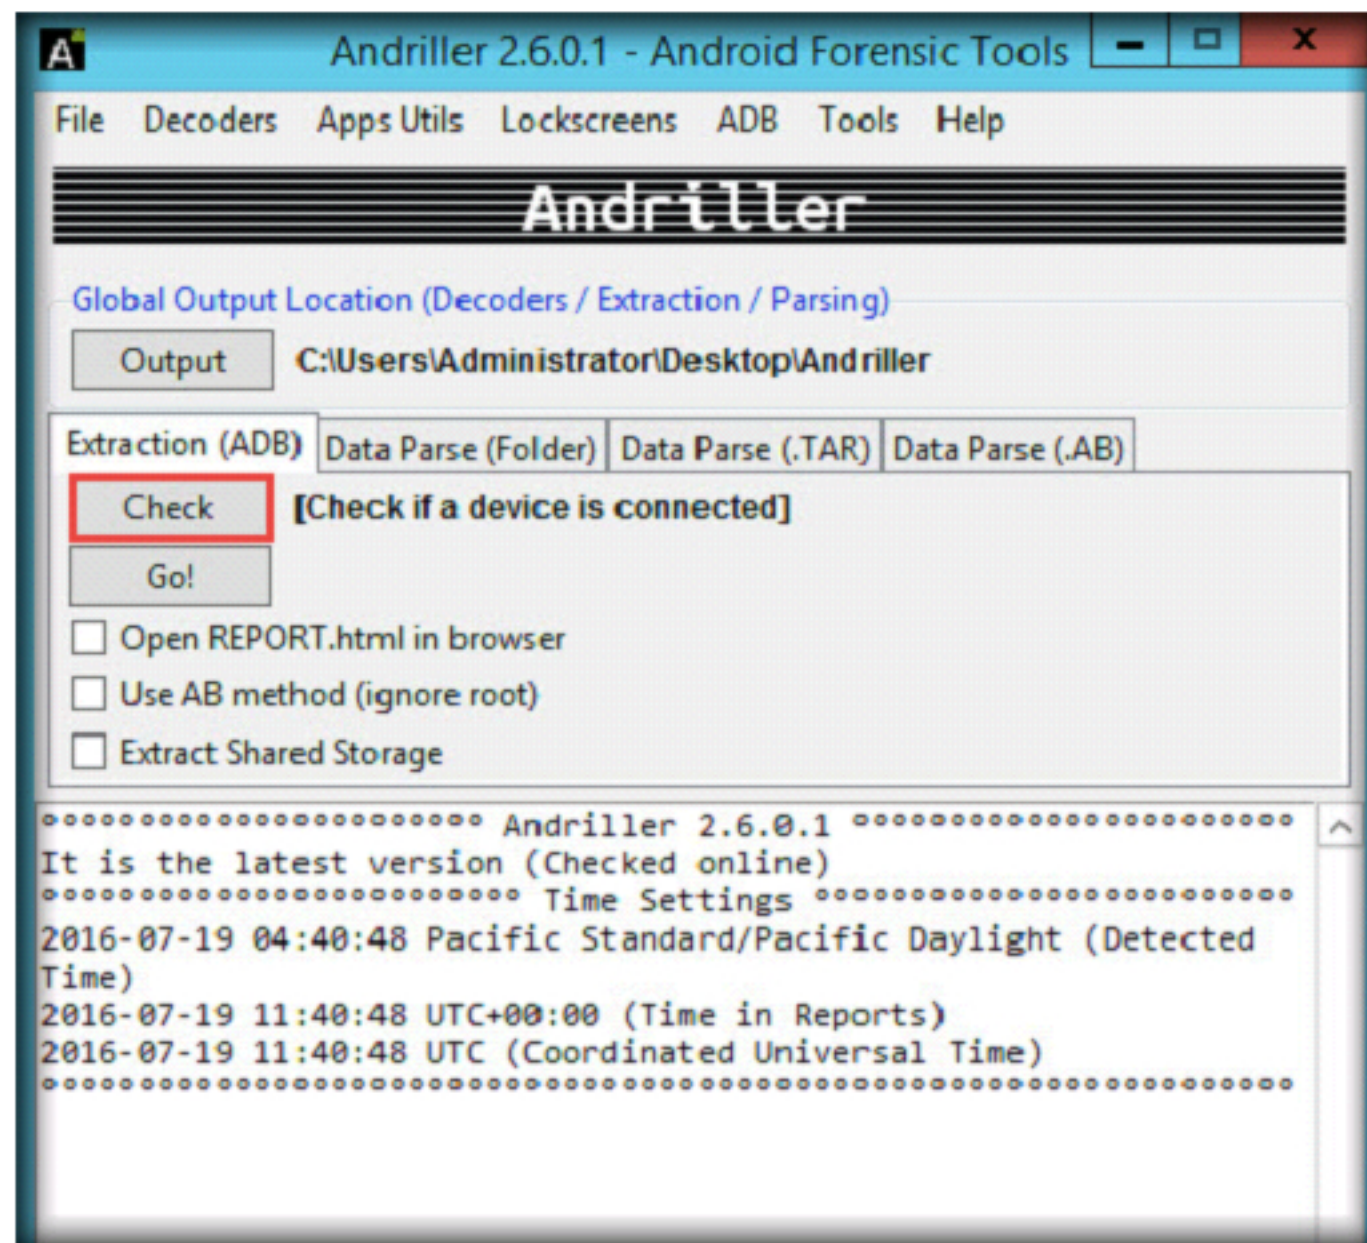 Andriller 2.6.0.1 - Android Forensic Tools
File Decoders Apps Utils Lockscreens ADB Tools Help
Andriller
Global Output Location (Decoders / Extraction / Parsing)
Output C:\Users\Administrator\Desktop\Andriller
Extraction (ADB) Data Parse (Folder) Data Parse (.TAR) Data Parse (.AB)
Check [Check if a device is connected]
Go!
Open REPORT.html in browser
Use AB method (ignore root)
Extract Shared Storage
Andriller 2.6.0.1
It is the latest version (Checked online)
Time Settings
2016-07-19 04:40:48 Pacific Standard/Pacific Daylight (Detected
Time)
2016-07-19 11:40:48 UTC+00:00 (Time in Reports)
2016-07-19 11:40:48 UTC (Coordinated Universal Time)